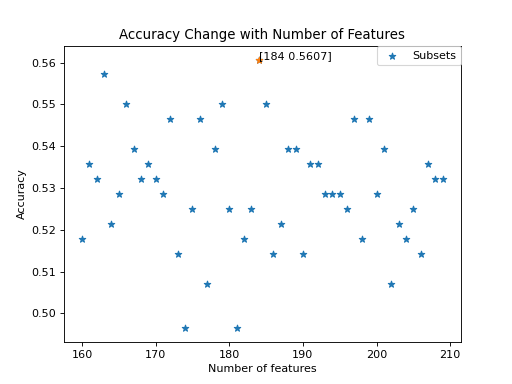 Accuracy Change with Number of Features
[184 0.5607]
Subsets
0.56
0.55
0.54
0.53
0.52
0.51
0.50
Accuracy
160 170 180 190 200 210
Number of features